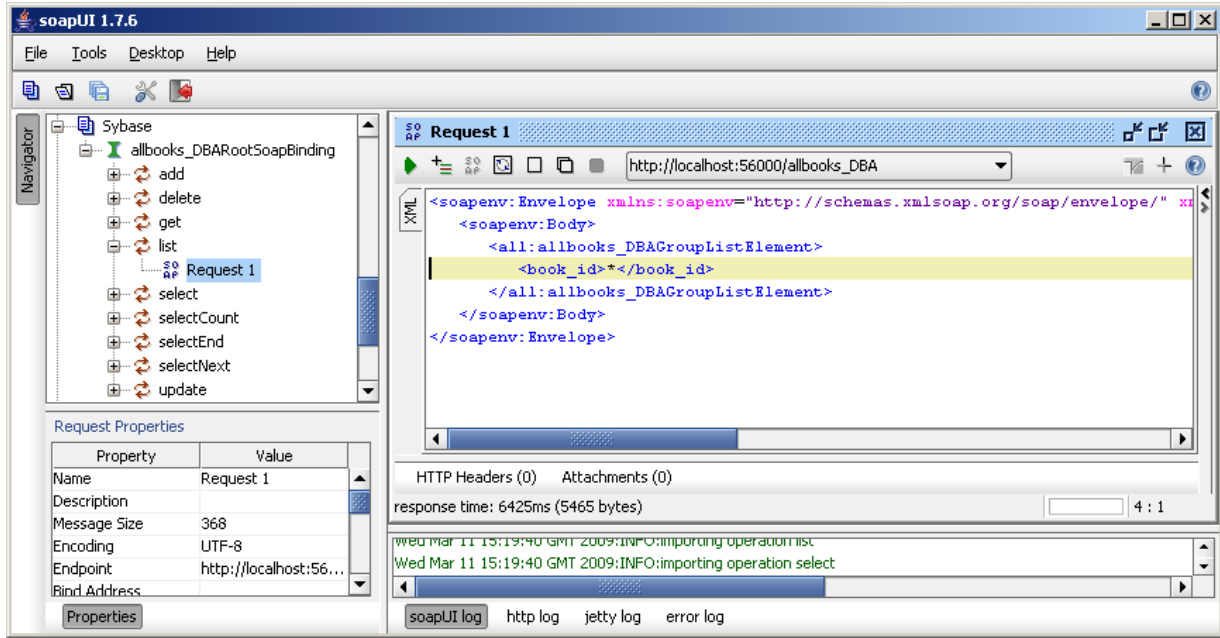 soapUI 1.7.6
File Tools Desktop Help
Navigator
Sybase
allbooks_DBARootSoapBinding
add
delete
get
list
SO AP Request 1
select
selectCount
selectEnd
selectNext
update
Request Properties
Property Value
Name Request 1
Description
Message Size 368
Encoding UTF-8
Endpoint http://localhost:56...
Bind Address
Properties
SO AP Request 1
SO AP http://localhost:56000/allbooks_DBA
XML
<soapenv:Envelope xmlns:soapenv="http://schemas.xmlsoap.org/soap/envelope/"
<soapenv:Body>
<all:allbooks_DBAGroupListElement>
<book_id>*</book_id>
</all:allbooks_DBAGroupListElement>
</soapenv:Body>
</soapenv:Envelope>
HTTP Headers (0) Attachments (0)
response time: 6425ms (5465 bytes) 4 : 1
Wed Mar 11 15:19:40 GMT 2009:INFO:importing operation list
Wed Mar 11 15:19:40 GMT 2009:INFO:importing operation select
soapUI log http log jetty log error log